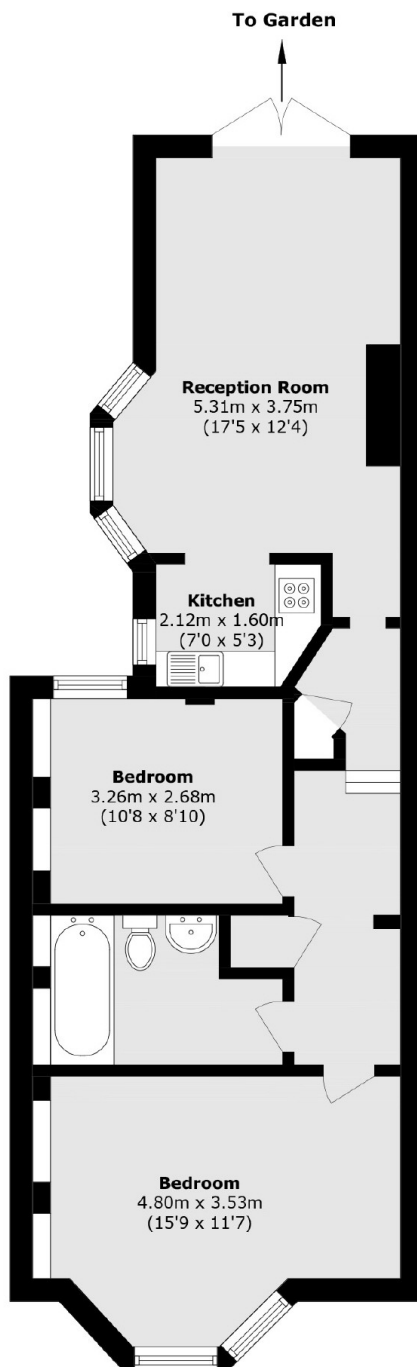 To Garden
Reception Room
5.31m x 3.75m
(17'5 x 12'4)
Kitchen
2.12m x 1.60m
(7'0 x 5'3)
Bedroom
3.26m x 2.68m
(10'8 x 8'10)
Bedroom
4.80m x 3.53m
(15'9 x 11'7)